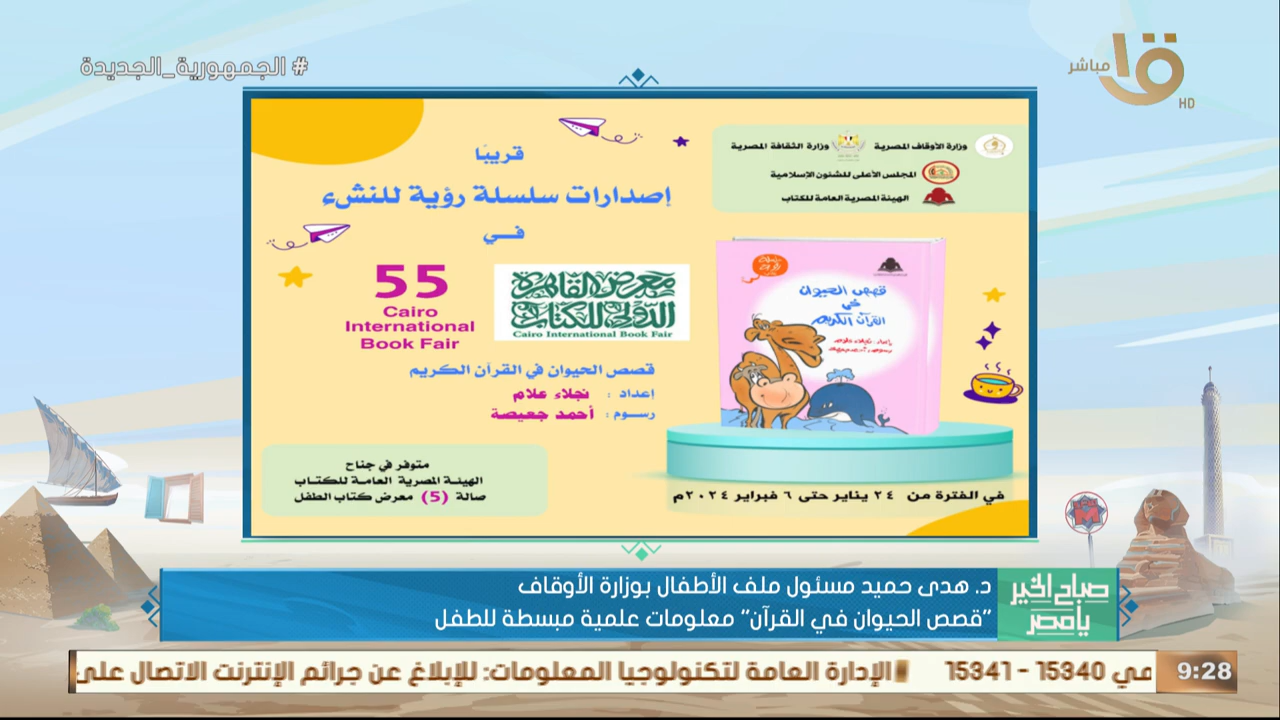 # الجمهورية_الجديدة
مباشر
HD
وزارة الأوقاف المصرية
وزارة الثقافة المصرية
المجلس الأعلى للشئون الإسلامية
الهيئة المصرية العامة للكتاب
قريبًا
إصدارات سلسلة رؤية للنشء
في
55
Cairo
International
Book Fair
معرض القاهرة
الدولي للكتاب
Cairo International Book Fair
قصص الحيوان
في
القرآن الكريم
قصص الحيوان في القرآن الكريم
إعداد : نجلاء علام
رسوم : أحمد جعيصة
متوفر في جناح
الهيئة المصرية العامة للكتاب
صالة (5) معرض كتاب الطفل
في الفترة من ٢٤ يناير حتى ٦ فبراير ٢٠٢٤م
صباح الخير
يا مصر
د. هدى حميد مسئول ملف الأطفال بوزارة الأوقاف
"قصص الحيوان في القرآن" معلومات علمية مبسطة للطفل
9:28
مي 15340 - 15341
الإدارة العامة لتكنولوجيا المعلومات: للإبلاغ عن جرائم الإنترنت الاتصال على